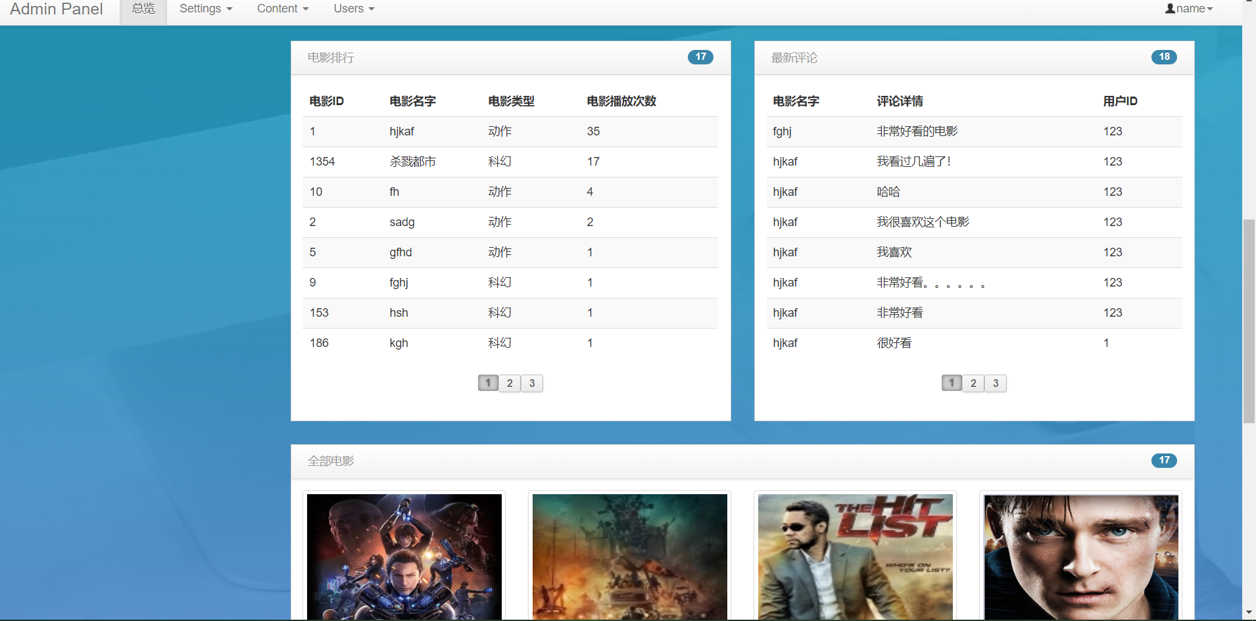 Admin Panel 总览 Settings Content Users name
电影排行 17
电影ID 电影名字 电影类型 电影播放次数
1 hjkaf 动作 35
1354 杀戮都市 科幻 17
10 fh 动作 4
2 sadg 动作 2
5 gfhd 动作 1
9 fghj 科幻 1
153 hsh 科幻 1
186 kgh 科幻 1
1 2 3
最新评论 18
电影名字 评论详情 用户ID
fghj 非常好看的电影 123
hjkaf 我看过几遍了! 123
hjkaf 哈哈 123
hjkaf 我很喜欢这个电影 123
hjkaf 我喜欢 123
hjkaf 非常好看。。。。。。 123
hjkaf 非常好看 123
hjkaf 很好看 1
1 2 3
全部电影 17
THE HIT
LIST
WHO'S ON
YOUR LIST?